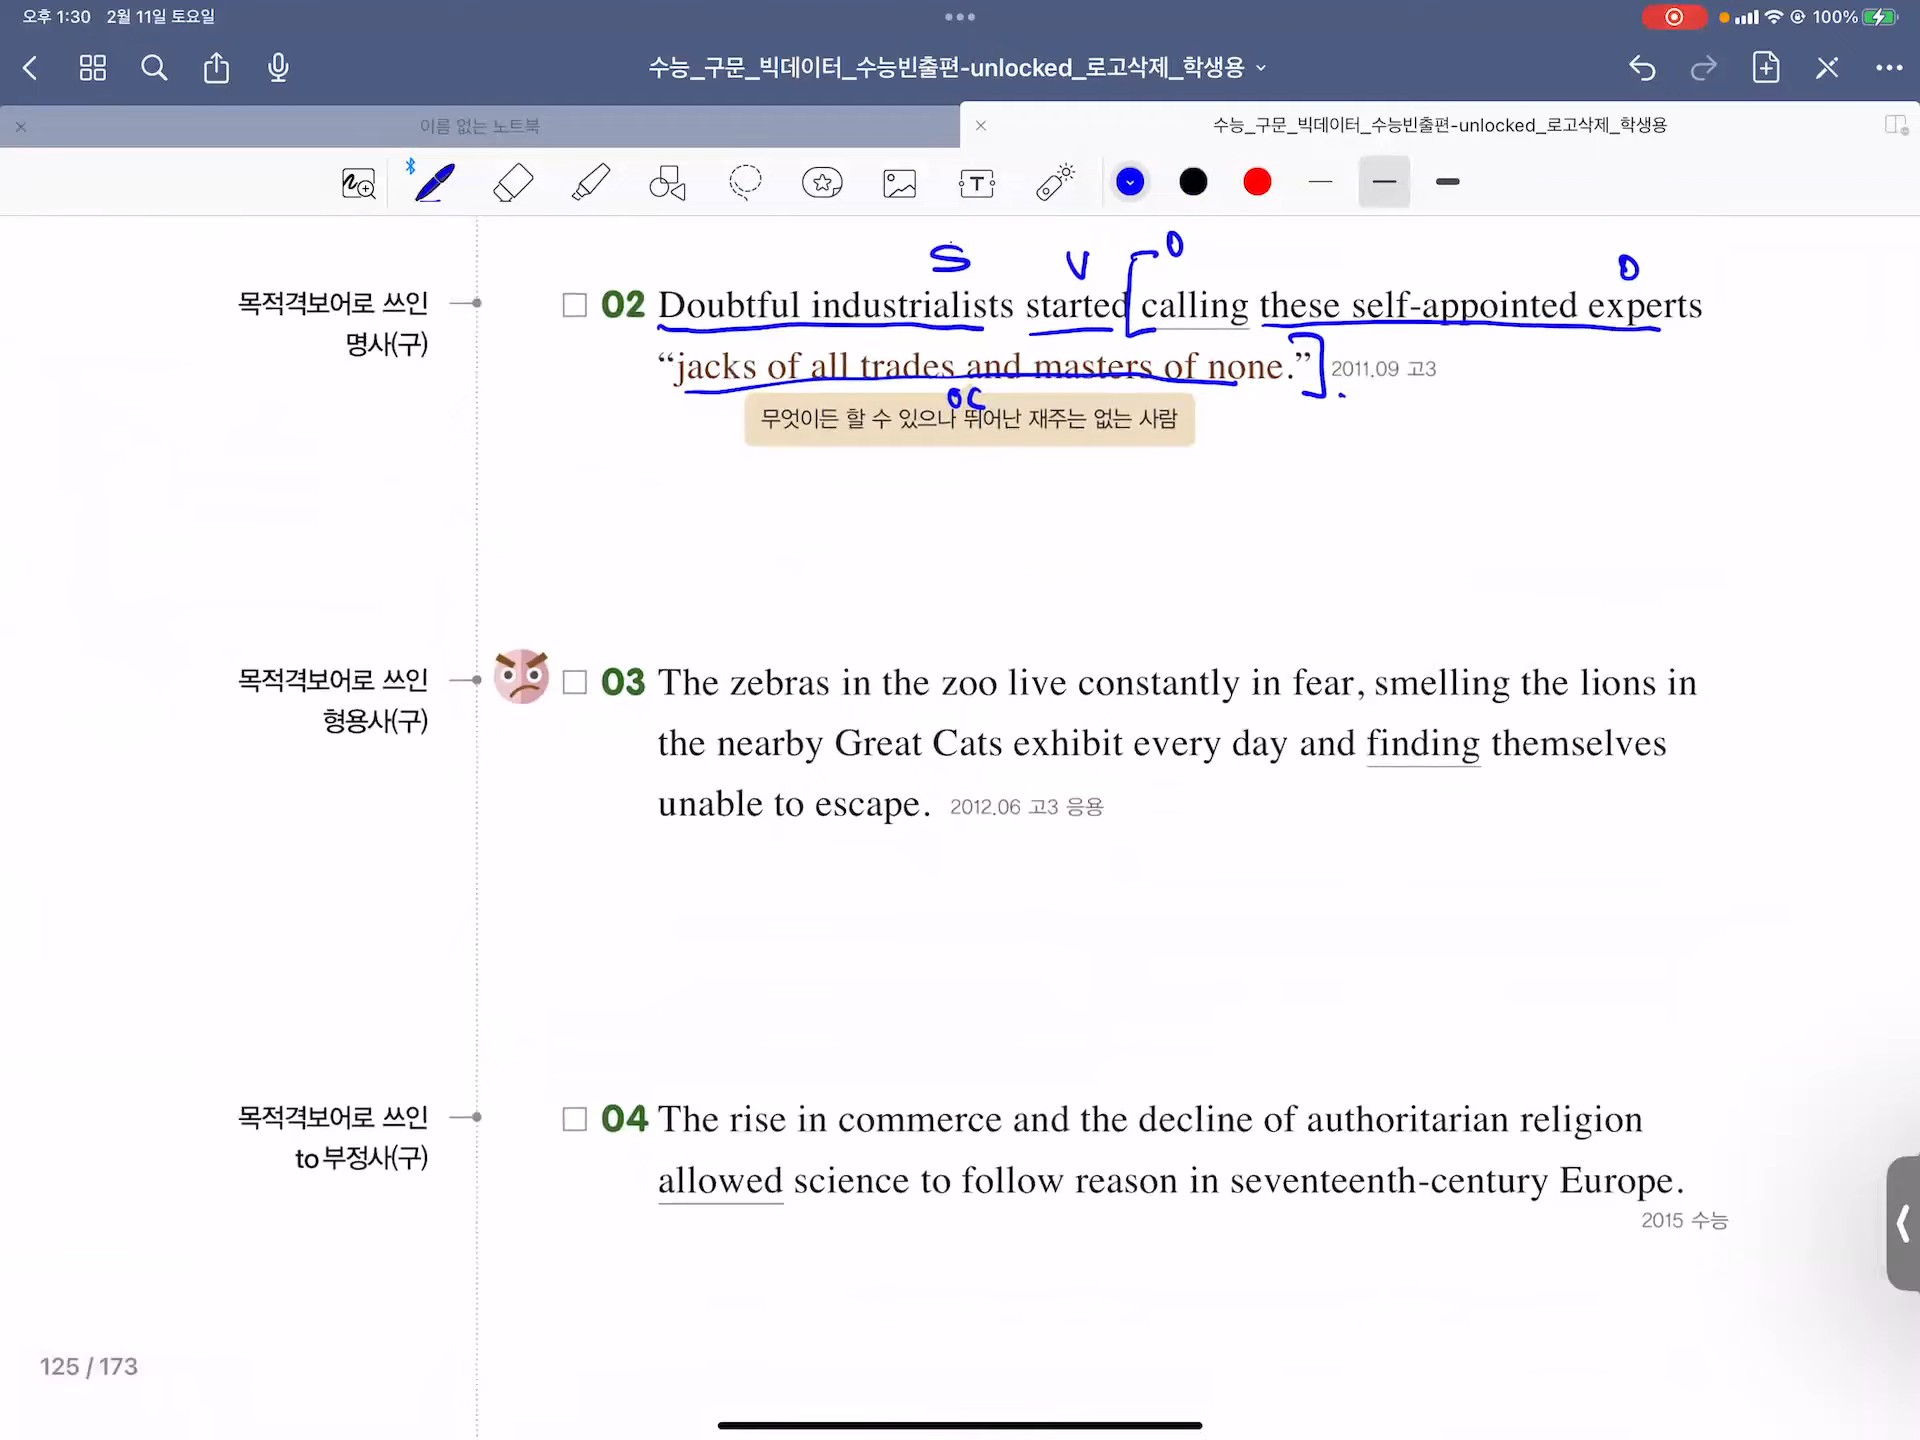 오후 1:30 2월 11일 토요일
100%
수능_구문_빅데이터_수능빈출편-unlocked_로고삭제_학생용
이름 없는 노트북
수능_구문_빅데이터_수능빈출편-unlocked_로고삭제_학생용
S V O O
목적격보어로 쓰인
명사(구)
02 Doubtful industrialists started calling these self-appointed experts
“jacks of all trades and masters of none.” 2011.09 고3
OC
무엇이든 할 수 있으나 뛰어난 재주는 없는 사람
목적격보어로 쓰인
형용사(구)
03 The zebras in the zoo live constantly in fear, smelling the lions in
the nearby Great Cats exhibit every day and finding themselves
unable to escape. 2012.06 고3 응용
목적격보어로 쓰인
to부정사(구)
04 The rise in commerce and the decline of authoritarian religion
allowed science to follow reason in seventeenth-century Europe.
2015 수능
125 / 173